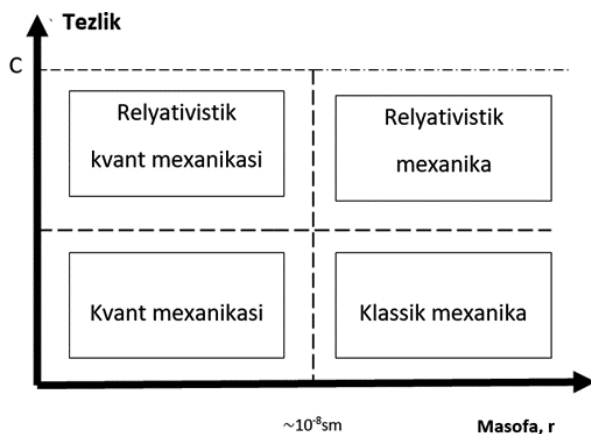 Tezlik
C
Relyativistik
kvant mexanikasi
Relyativistik
mexanika
Kvant mexanikasi
Klassik mexanika
~10⁻⁸sm
Masofa, r